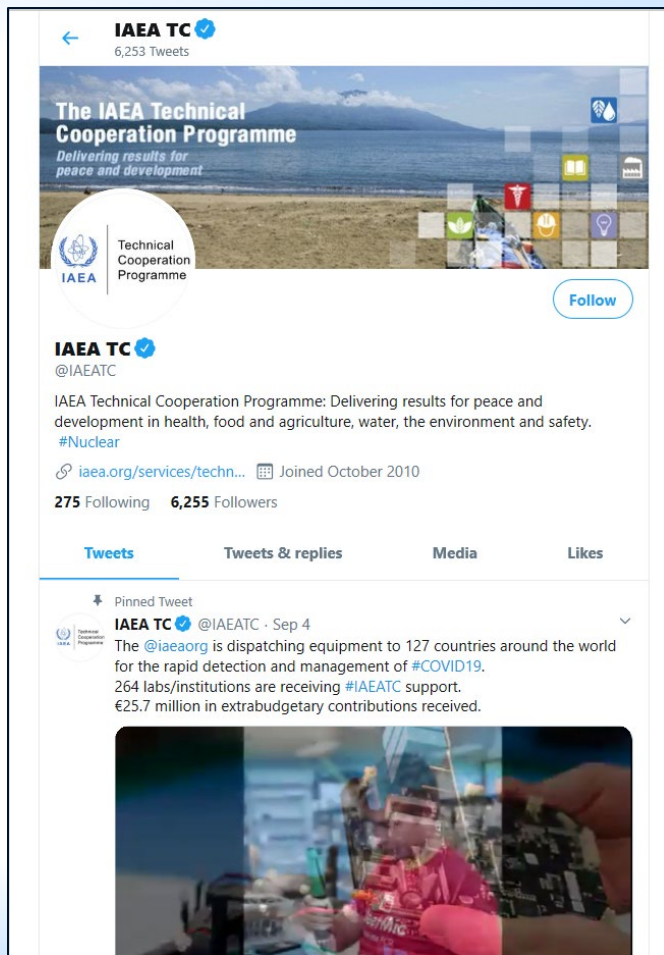 IAEA TC
6,253 Tweets
The IAEA Technical
Cooperation Programme
Delivering results for
peace and development
IAEA
Technical
Cooperation
Programme
Follow
IAEA TC
@IAEATC
IAEA Technical Cooperation Programme: Delivering results for peace and
development in health, food and agriculture, water, the environment and safety.
#Nuclear
iaea.org/services/techn... Joined October 2010
275 Following 6,255 Followers
Tweets Tweets & replies Media Likes
Pinned Tweet
IAEA TC @IAEATC · Sep 4
The @iaeaorg is dispatching equipment to 127 countries around the world
for the rapid detection and management of #COVID19.
264 labs/institutions are receiving #IAEATC support.
€25.7 million in extrabudgetary contributions received.
IAEA
Technical
Cooperation
Programme